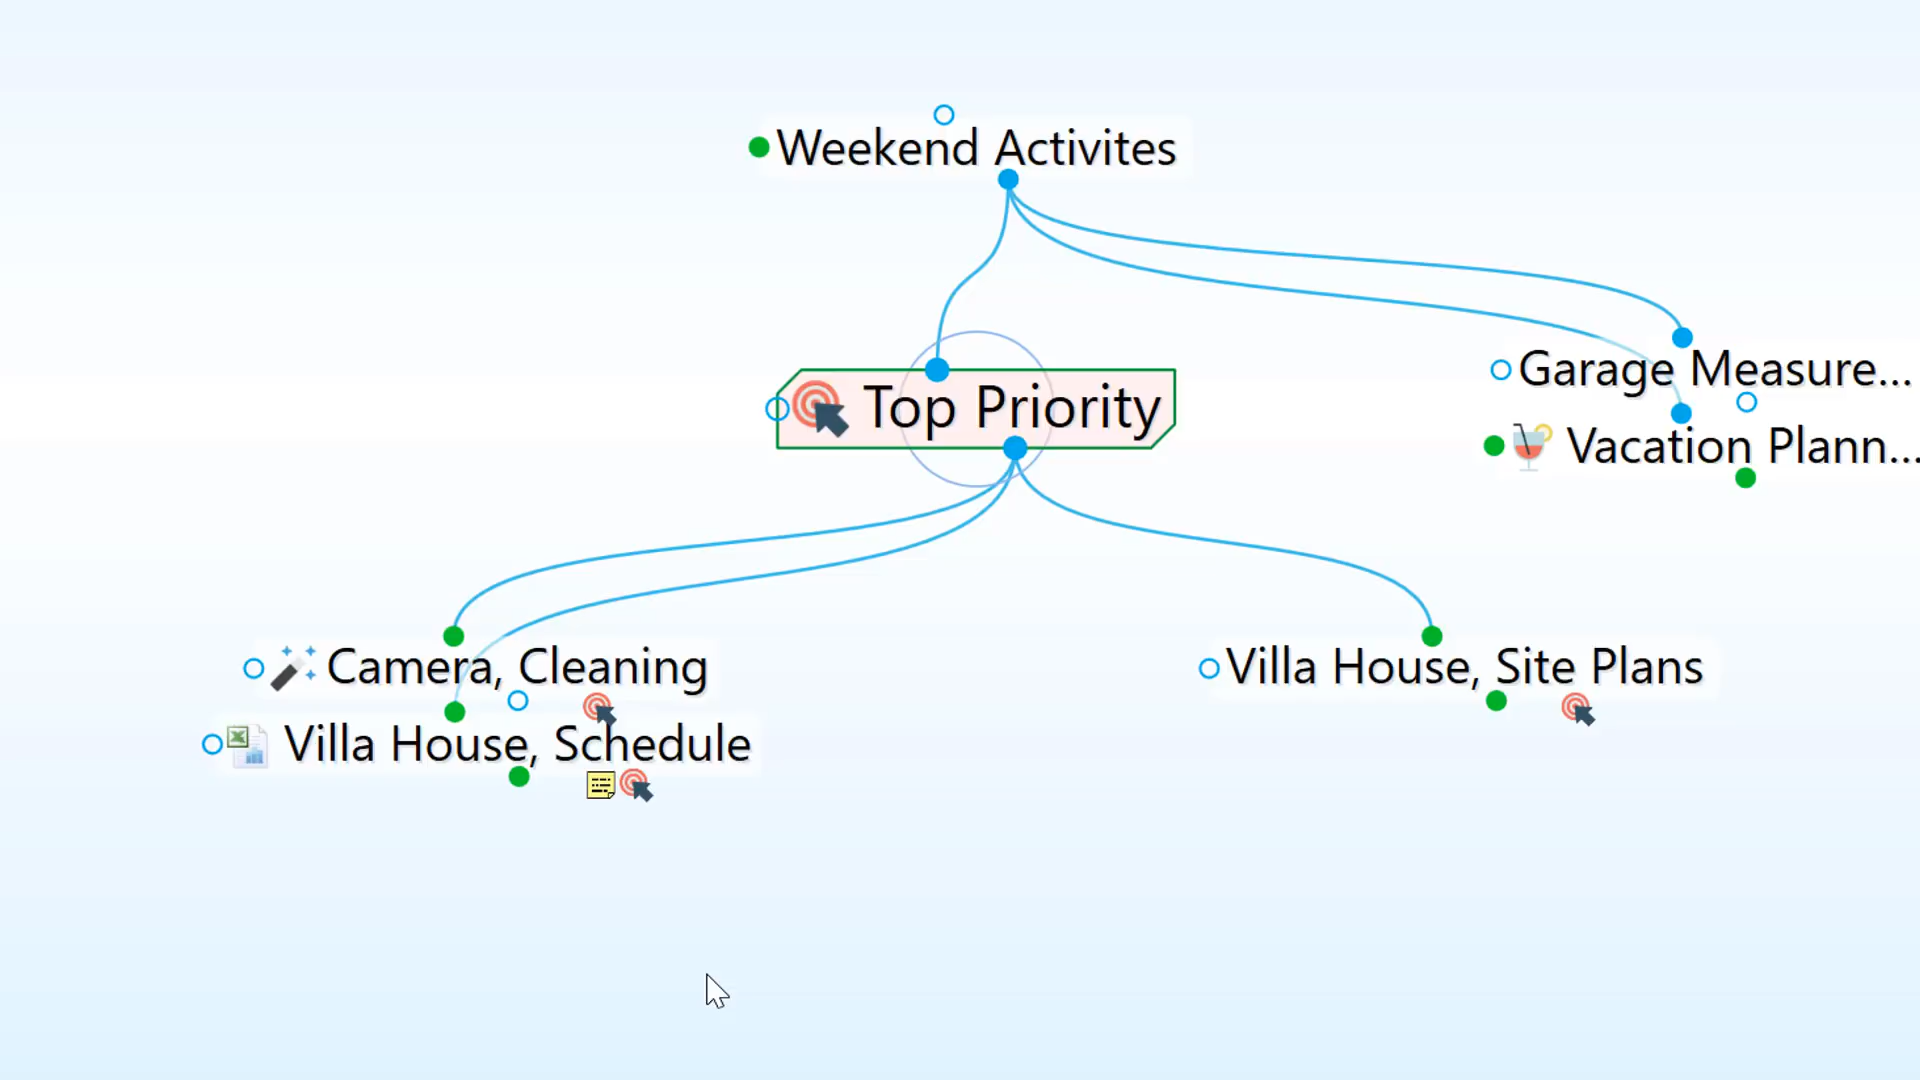 Weekend Activites
Garage Measure...
Top Priority
Vacation Plann...
Camera, Cleaning
Villa House, Site Plans
Villa House, Schedule